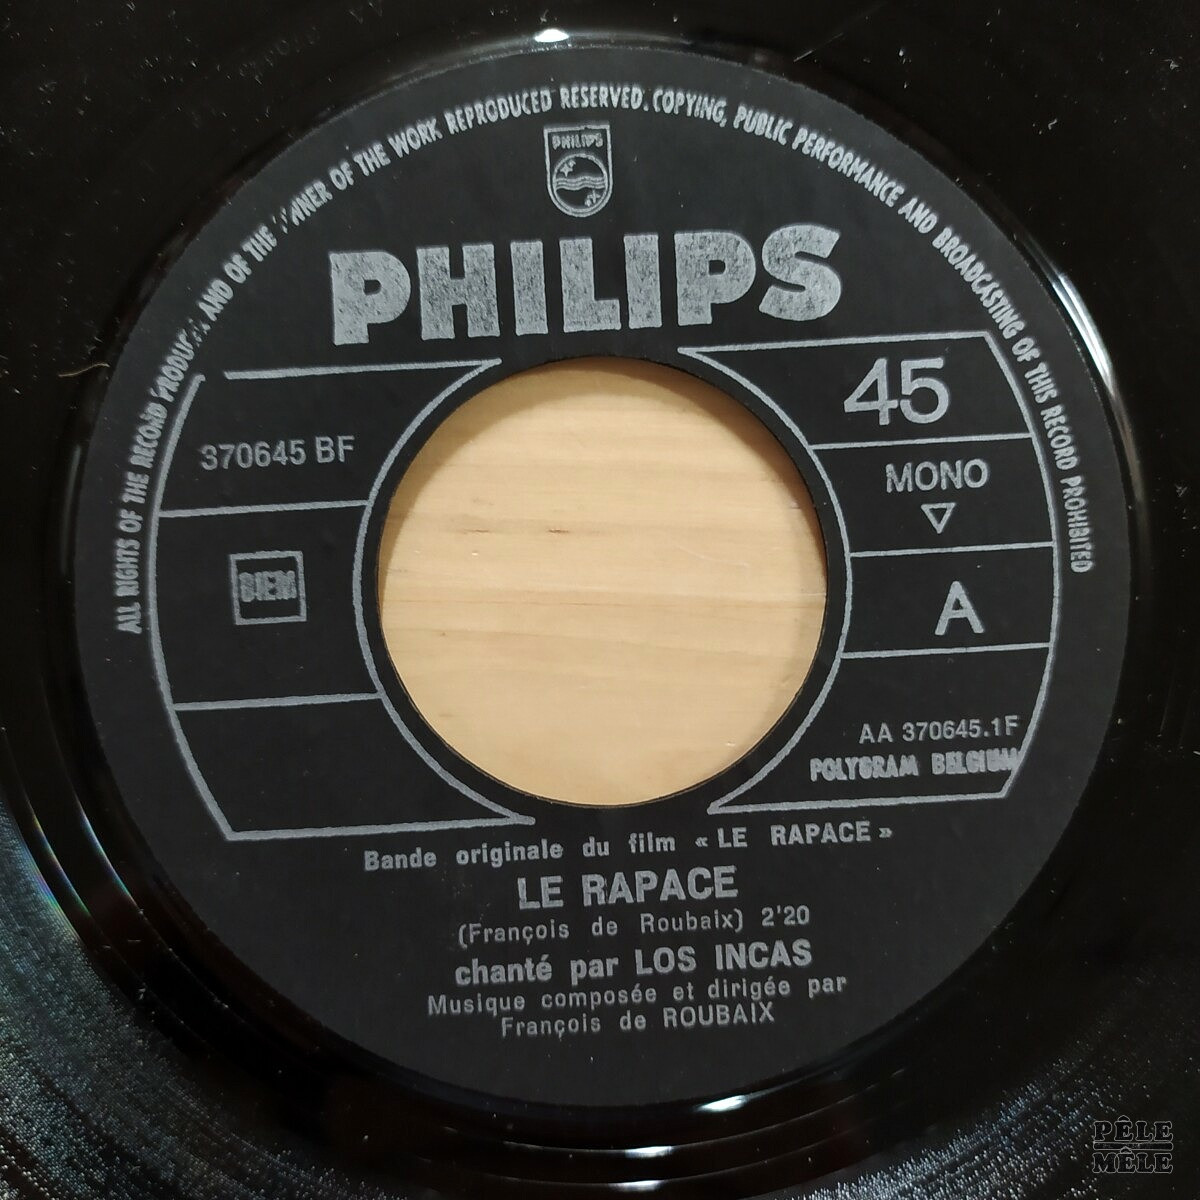 ALL RIGHTS OF THE RECORD PRODUC AND OF THE WNER OF THE WORK REPRODUCED RESERVED. COPYING, PUBLIC PERFORMANCE AND BROADCASTING OF THIS RECORD PROHIBITED
PHILIPS
PHILIPS
45
370645 BF
MONO
BIEM
A
AA 370645.1F
POLYGRAM BELGIUM
Bande originale du film « LE RAPACE »
LE RAPACE
(François de Roubaix) 2'20
chanté par LOS INCAS
Musique composée et dirigée par
François de ROUBAIX
PÊLE
MÊLE